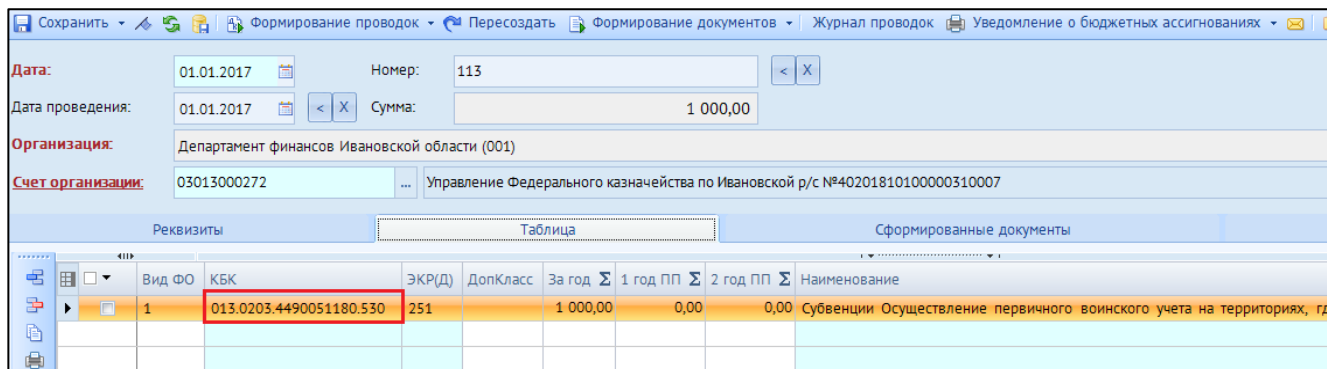 Сохранить Формирование проводок Пересоздать Формирование документов Журнал проводок Уведомление о бюджетных ассигнованиях
Дата: 01.01.2017 Номер: 113 < X
Дата проведения: 01.01.2017 < X Сумма: 1 000,00
Организация: Департамент финансов Ивановской области (001)
Счет организации: 03013000272 ... Управление Федерального казначейства по Ивановской р/с №40201810100000310007
Реквизиты Таблица Сформированные документы
Вид ФО КБК ЭКР(Д) ДопКласс За год Σ 1 год ПП Σ 2 год ПП Σ Наименование
1 013.0203.4490051180.530 251 1 000,00 0,00 0,00 Субвенции Осуществление первичного воинского учета на территориях,